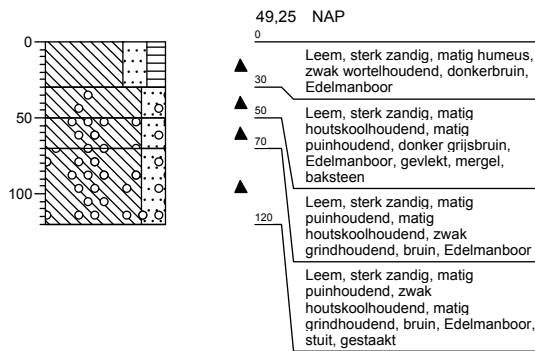 49,25 NAP
0
0
Leem, sterk zandig, matig humeus,
zwak wortelhoudend, donkerbruin,
Edelmanboor
30
Leem, sterk zandig, matig
houtskoolhoudend, matig
puinhoudend, donker grijsbruin,
Edelmanboor, gevlekt, mergel,
baksteen
50
50
70
Leem, sterk zandig, matig
puinhoudend, matig
houtskoolhoudend, zwak
grindhoudend, bruin, Edelmanboor
100
120
Leem, sterk zandig, matig
puinhoudend, zwak
houtskoolhoudend, matig
grindhoudend, bruin, Edelmanboor,
stuit, gestaakt